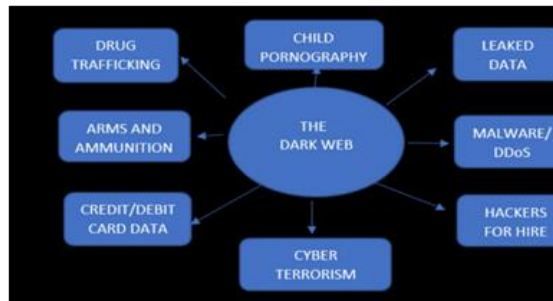 DRUG
TRAFFICKING
CHILD
PORNOGRAPHY
LEAKED
DATA
ARMS AND
AMMUNITION
THE
DARK WEB
MALWARE/
DDoS
CREDIT/DEBIT
CARD DATA
CYBER
TERRORISM
HACKERS
FOR HIRE